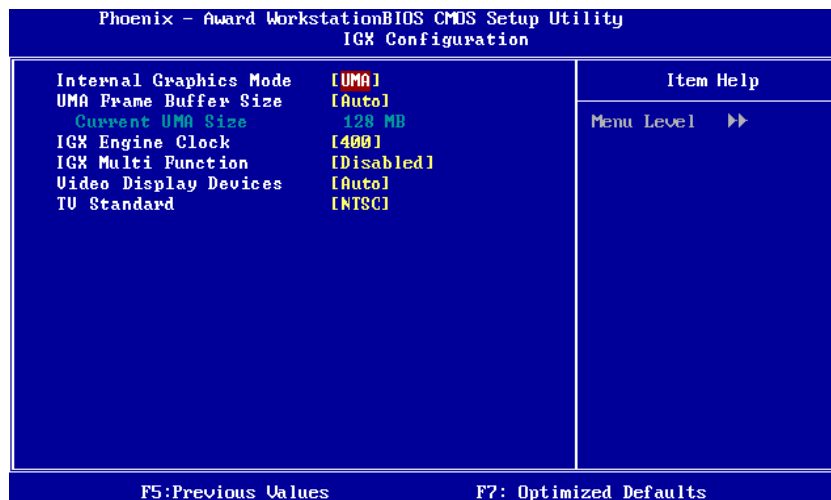 Phoenix - Award WorkstationBIOS CMOS Setup Utility
IGX Configuration
Internal Graphics Mode [UMA]
UMA Frame Buffer Size [Auto]
Current UMA Size 128 MB
IGX Engine Clock [400]
IGX Multi Function [Disabled]
Video Display Devices [Auto]
TV Standard [NTSC]
Item Help
Menu Level ►►
F5:Previous Values F7: Optimized Defaults